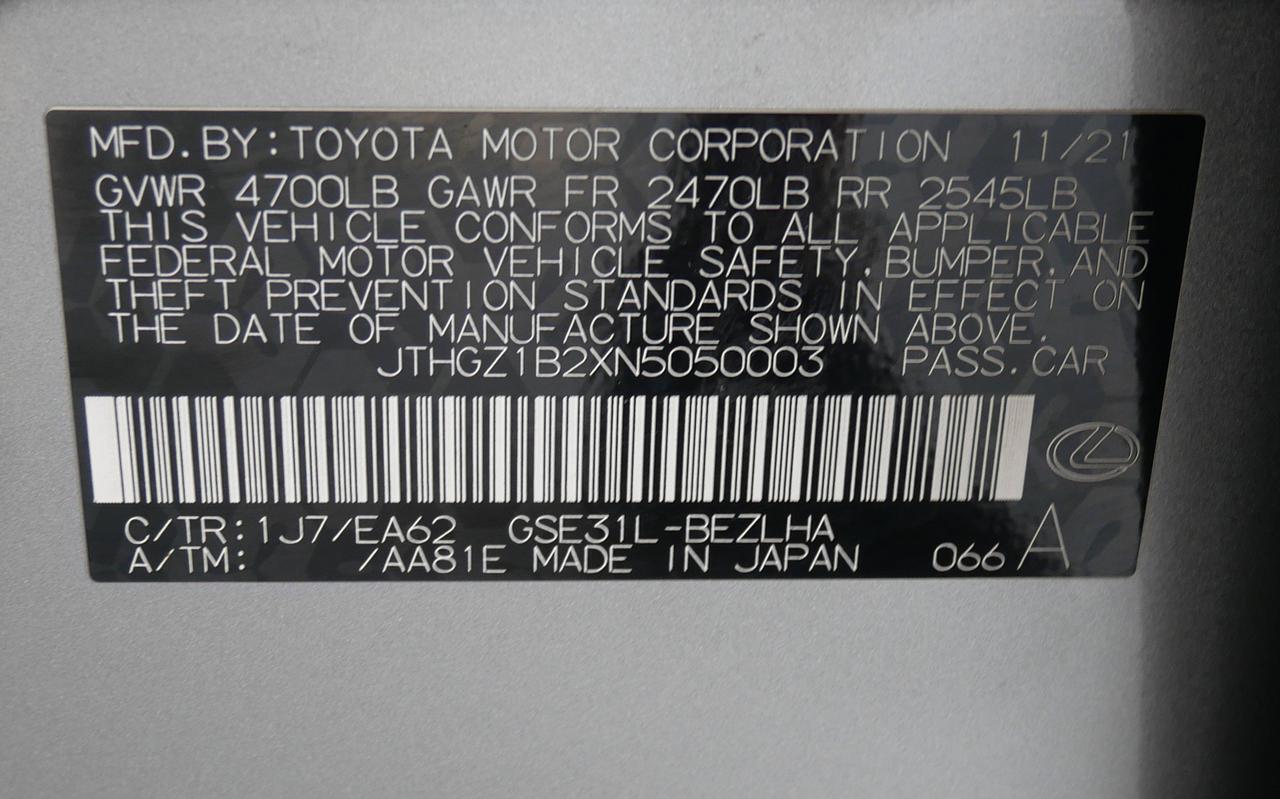 MFD.BY:TOYOTA MOTOR CORPORATION 11/21
GVWR 4700LB GAWR FR 2470LB RR 2545LB
THIS VEHICLE CONFORMS TO ALL APPLICABLE
FEDERAL MOTOR VEHICLE SAFETY,BUMPER,AND
THEFT PREVENTION STANDARDS IN EFFECT ON
THE DATE OF MANUFACTURE SHOWN ABOVE.
JTHGZ1B2XN5050003 PASS.CAR
C/TR:1J7/EA62 GSE31L-BEZLHA
A/TM: /AA81E MADE IN JAPAN 066 A